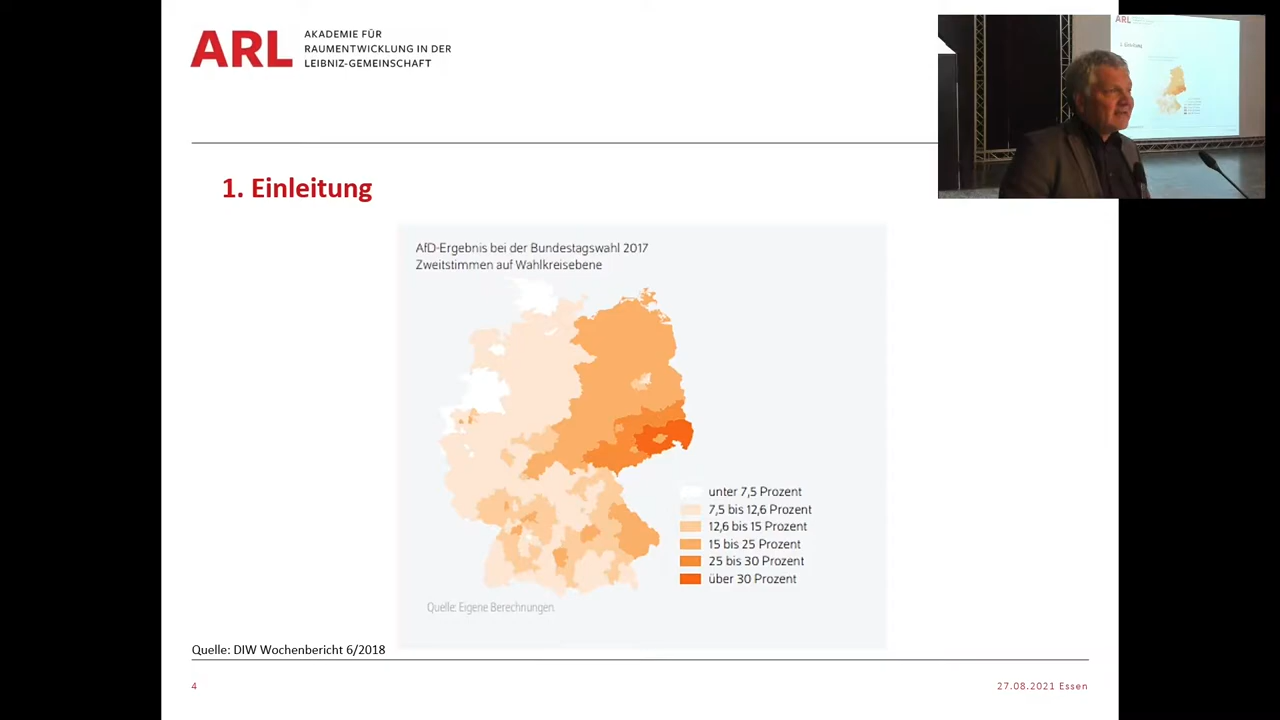 ARL
AKADEMIE FÜR
RAUMENTWICKLUNG IN DER
LEIBNIZ-GEMEINSCHAFT
ARL
1. Einleitung
AfD-Ergebnis bei der Bundestagswahl 2017
Zweitstimmen auf Wahlkreisebene
unter 7,5 Prozent
7,5 bis 12,6 Prozent
12,6 bis 15 Prozent
15 bis 25 Prozent
25 bis 30 Prozent
über 30 Prozent
Quelle: Eigene Berechnungen.
Quelle: DIW Wochenbericht 6/2018
4
27.08.2021 Essen